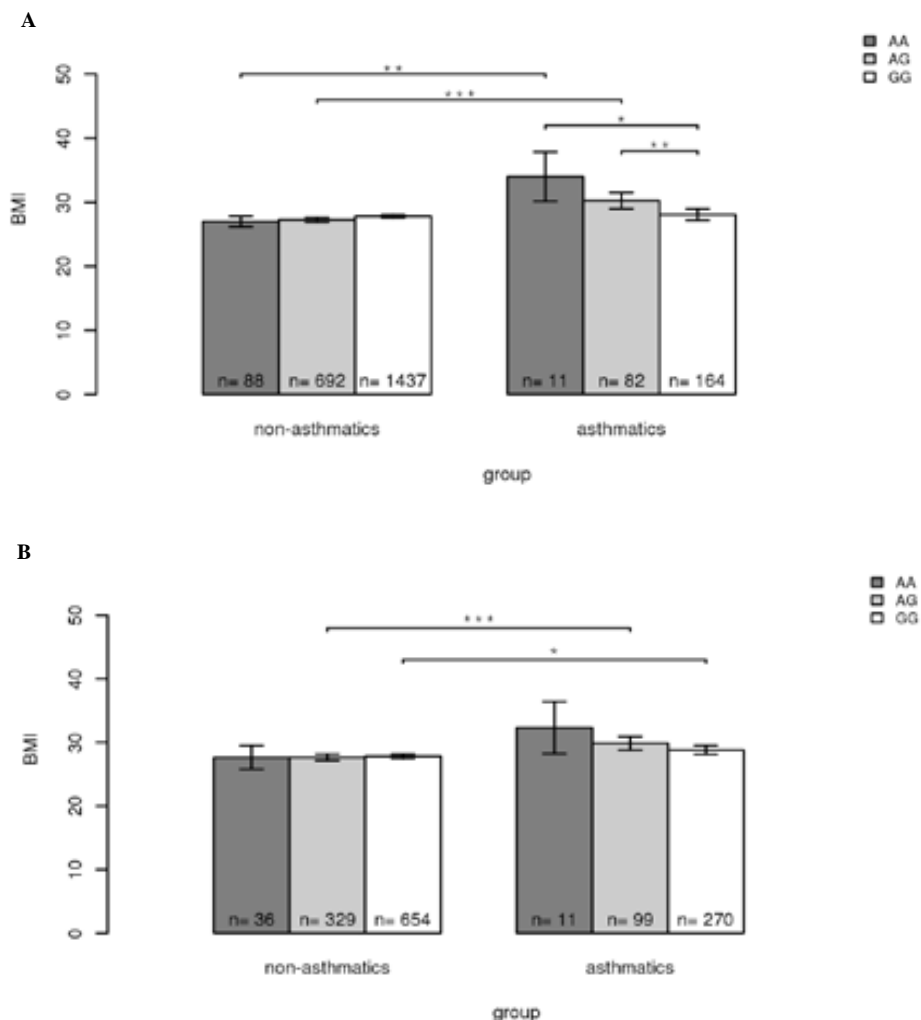 A
AA
AG
GG
**
***
*
**
50
40
30
20
10
0
BMI
n= 88 n= 692 n= 1437 n= 11 n= 82 n= 164
non-asthmatics asthmatics
group
B
AA
AG
GG
***
*
50
40
30
20
10
0
BMI
n= 36 n= 329 n= 654 n= 11 n= 99 n= 270
non-asthmatics asthmatics
group